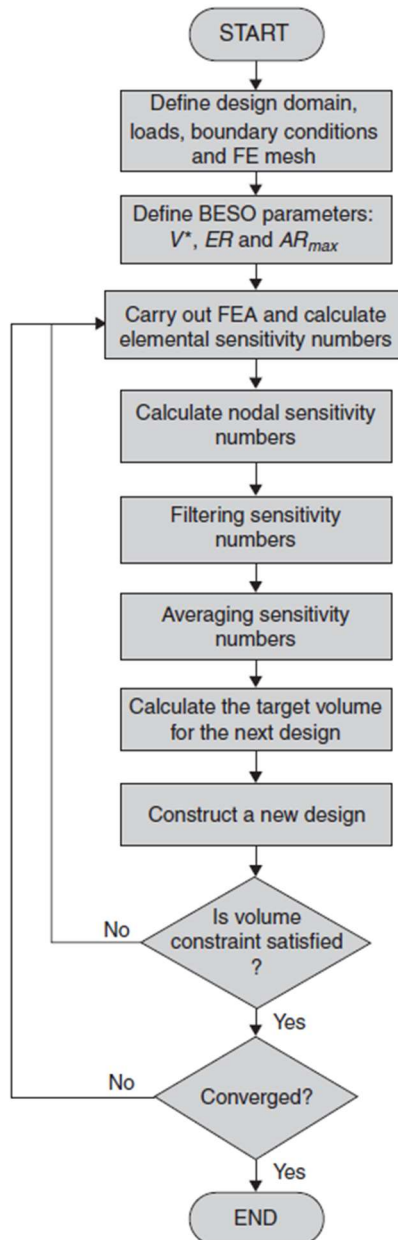 START
Define design domain,
loads, boundary conditions
and FE mesh
Define BESO parameters:
V*, ER and ARmax
Carry out FEA and calculate
elemental sensitivity numbers
Calculate nodal sensitivity
numbers
Filtering sensitivity
numbers
Averaging sensitivity
numbers
Calculate the target volume
for the next design
Construct a new design
No
Is volume
constraint satisfied
?
Yes
No
Converged?
Yes
END